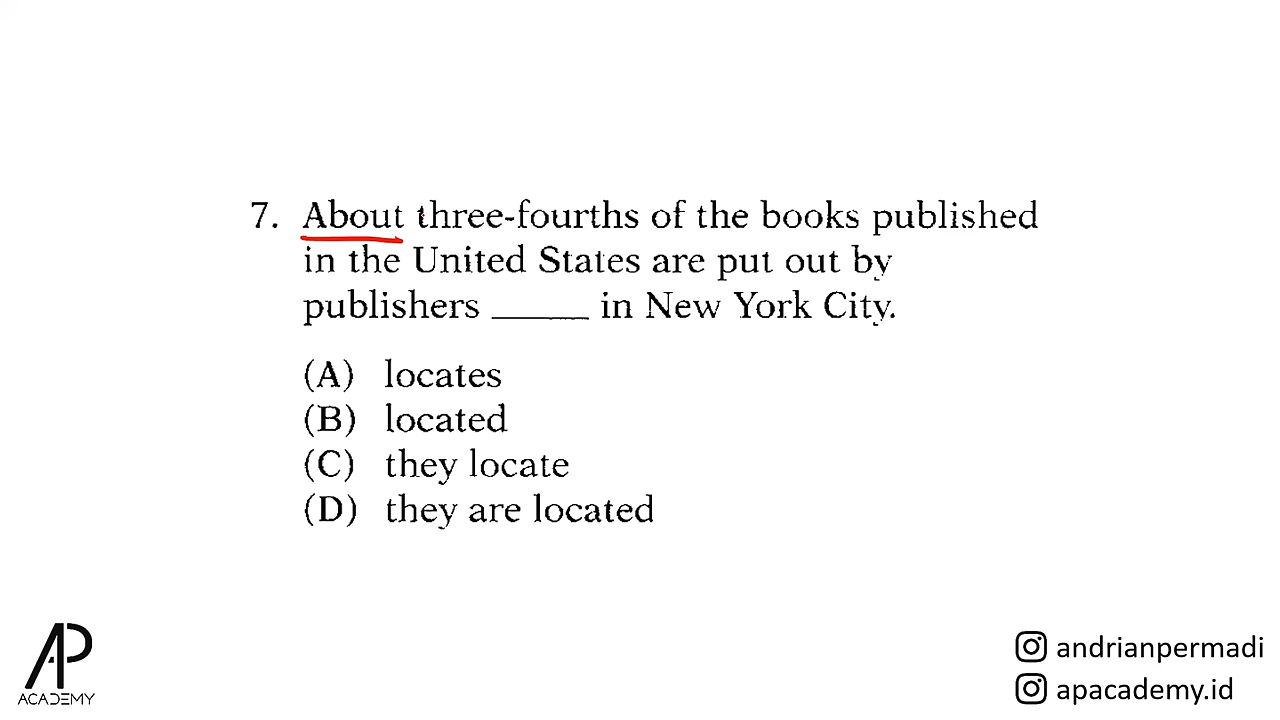 7. About three-fourths of the books published
in the United States are put out by
publishers _____ in New York City.
(A) locates
(B) located
(C) they locate
(D) they are located
AP
ACADEMY
andrianpermadi
apacademy.id